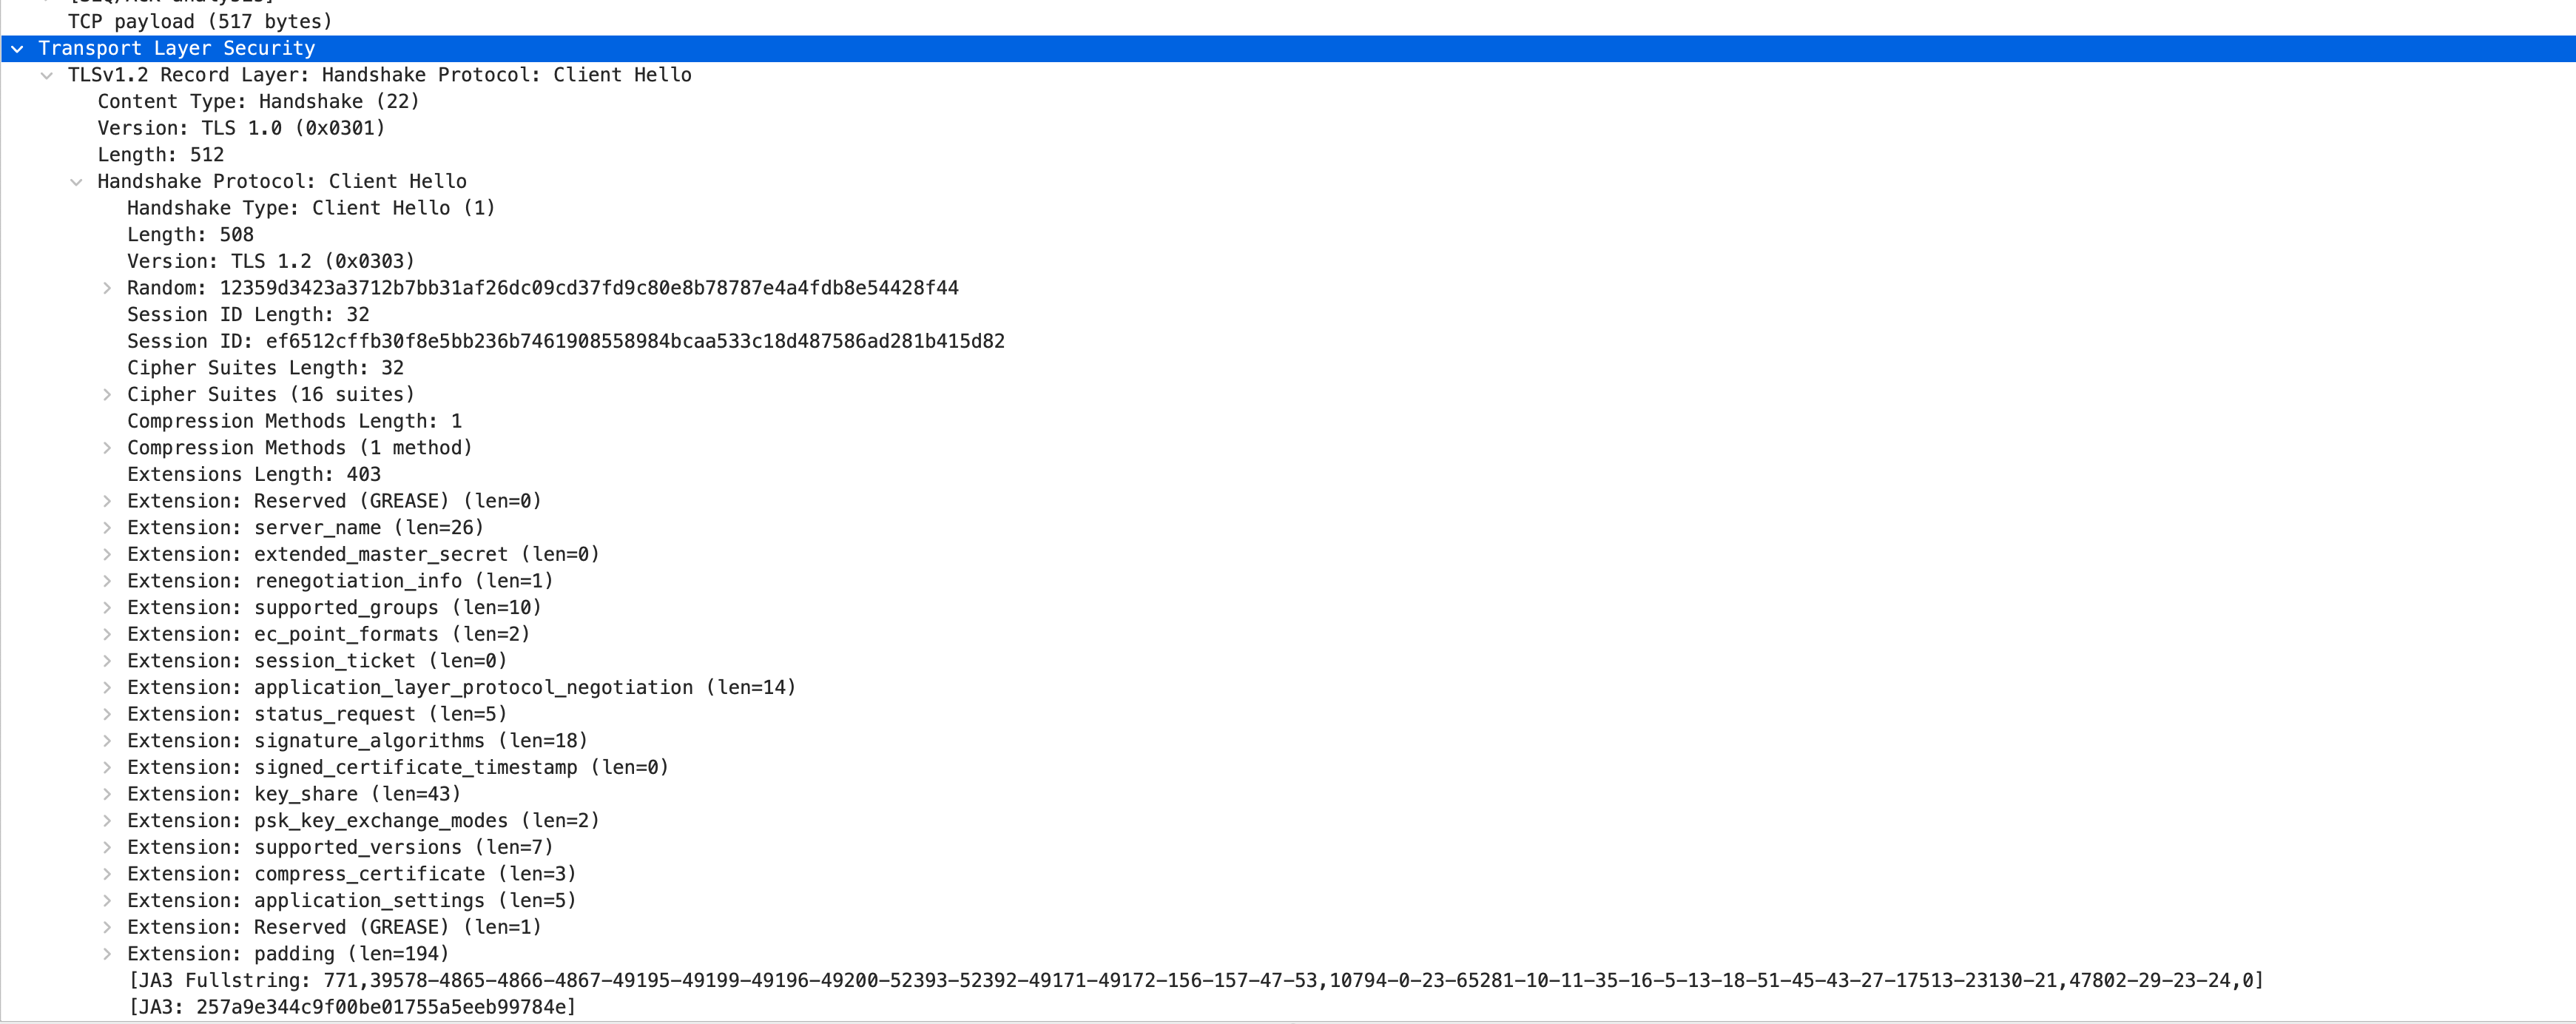 TCP payload (517 bytes)
Transport Layer Security
TLSv1.2 Record Layer: Handshake Protocol: Client Hello
Content Type: Handshake (22)
Version: TLS 1.0 (0x0301)
Length: 512
Handshake Protocol: Client Hello
Handshake Type: Client Hello (1)
Length: 508
Version: TLS 1.2 (0x0303)
Random: 12359d3423a3712b7bb31af26dc09cd37fd9c80e8b78787e4a4fdb8e54428f44
Session ID Length: 32
Session ID: ef6512cffb30f8e5bb236b7461908558984bcaa533c18d487586ad281b415d82
Cipher Suites Length: 32
Cipher Suites (16 suites)
Compression Methods Length: 1
Compression Methods (1 method)
Extensions Length: 403
Extension: Reserved (GREASE) (len=0)
Extension: server_name (len=26)
Extension: extended_master_secret (len=0)
Extension: renegotiation_info (len=1)
Extension: supported_groups (len=10)
Extension: ec_point_formats (len=2)
Extension: session_ticket (len=0)
Extension: application_layer_protocol_negotiation (len=14)
Extension: status_request (len=5)
Extension: signature_algorithms (len=18)
Extension: signed_certificate_timestamp (len=0)
Extension: key_share (len=43)
Extension: psk_key_exchange_modes (len=2)
Extension: supported_versions (len=7)
Extension: compress_certificate (len=3)
Extension: application_settings (len=5)
Extension: Reserved (GREASE) (len=1)
Extension: padding (len=194)
[JA3 Fullstring: 771,39578-4865-4866-4867-49195-49199-49196-49200-52393-52392-49171-49172-156-157-47-53,10794-0-23-65281-10-11-35-16-5-13-18-51-45-43-27-17513-23130-21,47802-29-23-24,0]
[JA3: 257a9e344c9f00be01755a5eeb99784e]